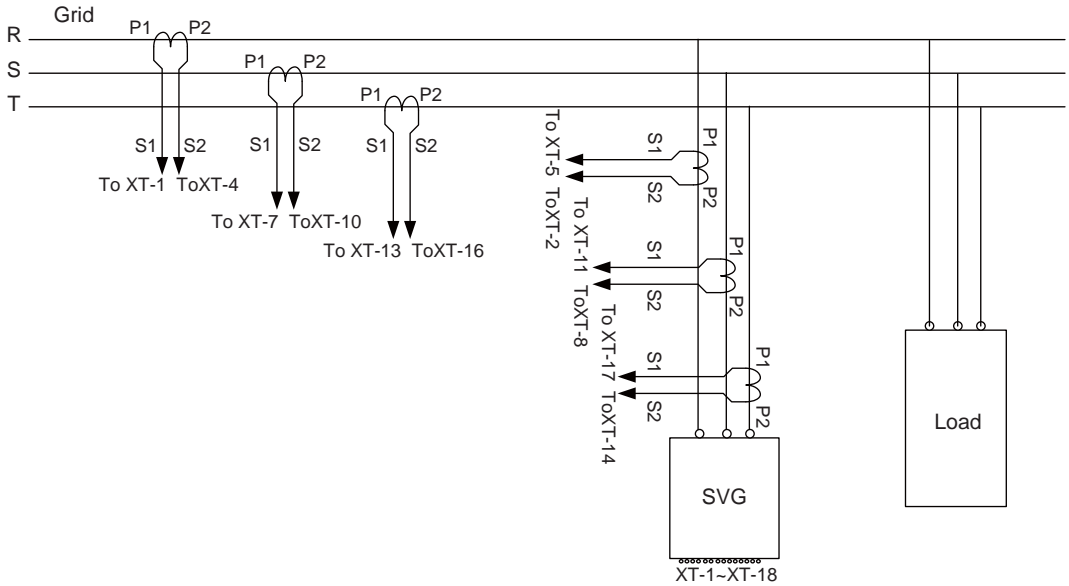 Grid
R
P1 P2
S
P1 P2
T
P1 P2
S1 S2
To XT-1 ToXT-4
S1 S2
To XT-7 ToXT-10
S1 S2
To XT-13 ToXT-16
To XT-5
ToXT-2
S1
S2
P1
P2
To XT-11
ToXT-8
S1
S2
P1
P2
To XT-17
ToXT-14
S1
S2
P1
P2
SVG
XT-1~XT-18
Load